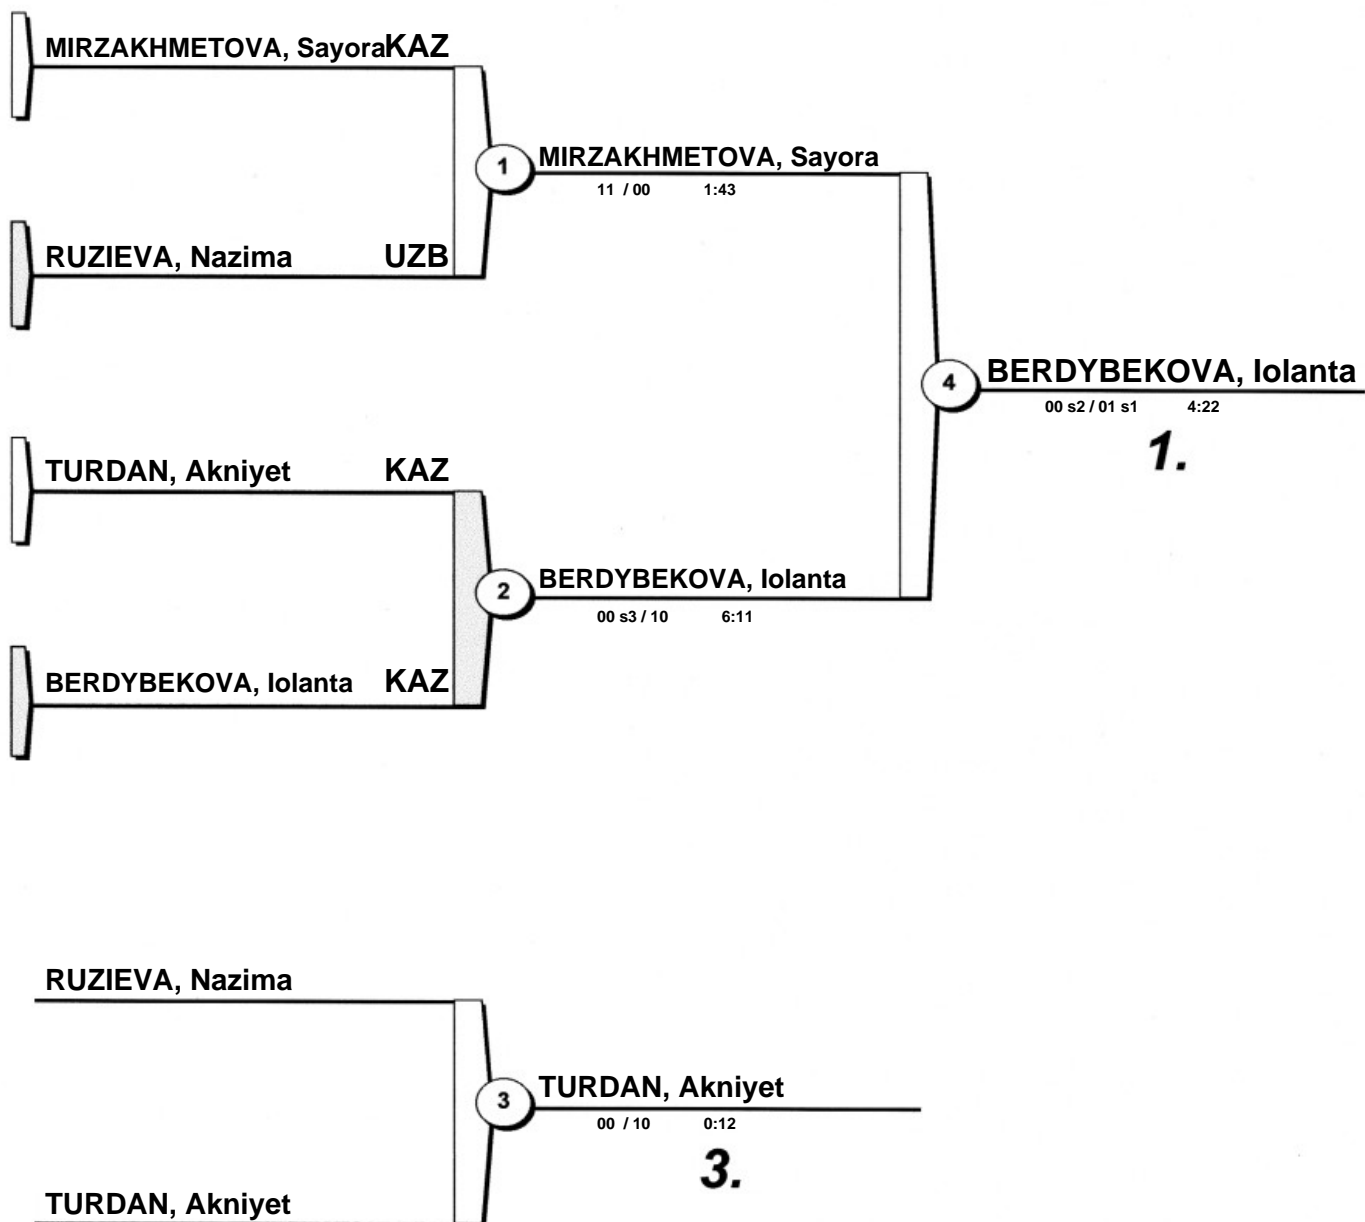 MIRZAKHMETOVA, Sayora KAZ
1
MIRZAKHMETOVA, Sayora
11 / 00 1:43
RUZIEVA, Nazima UZB
4
BERDYBEKOVA, Iolanta
00 s2 / 01 s1 4:22
1.
TURDAN, Akniyet KAZ
2
BERDYBEKOVA, Iolanta
00 s3 / 10 6:11
BERDYBEKOVA, Iolanta KAZ
RUZIEVA, Nazima
3
TURDAN, Akniyet
00 / 10 0:12
3.
TURDAN, Akniyet